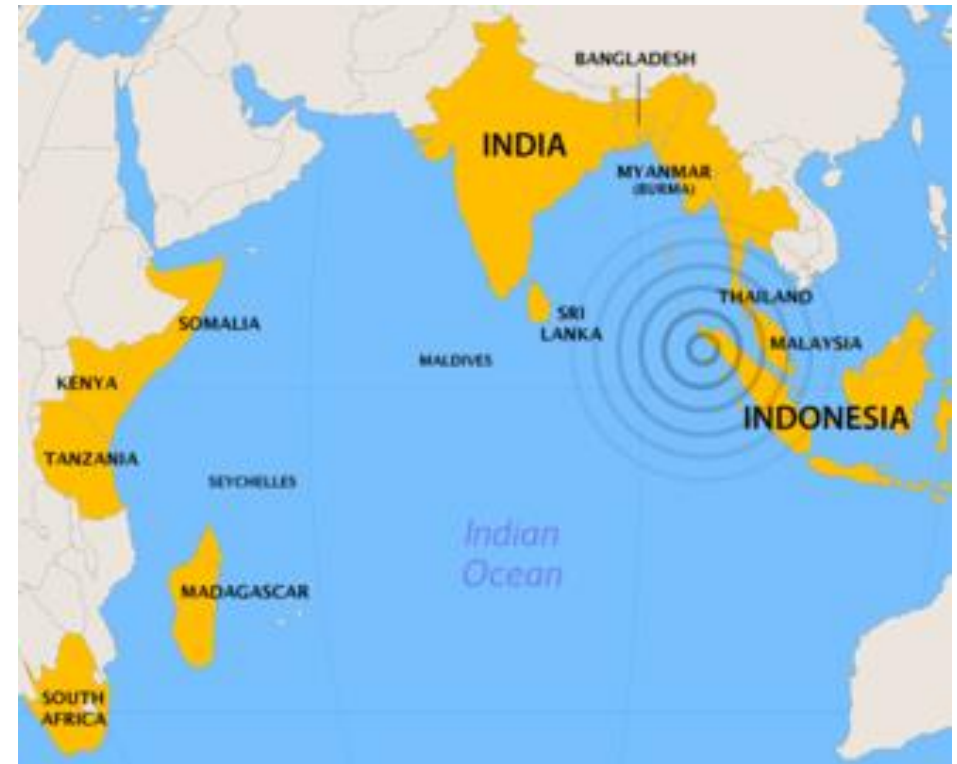 BANGLADESH
INDIA
MYANMAR
(BURMA)
THAILAND
SRI
LANKA
SOMALIA
MALAYSIA
MALDIVES
KENYA
INDONESIA
TANZANIA
SEYCHELLES
Indian
Ocean
MADAGASCAR
SOUTH
AFRICA